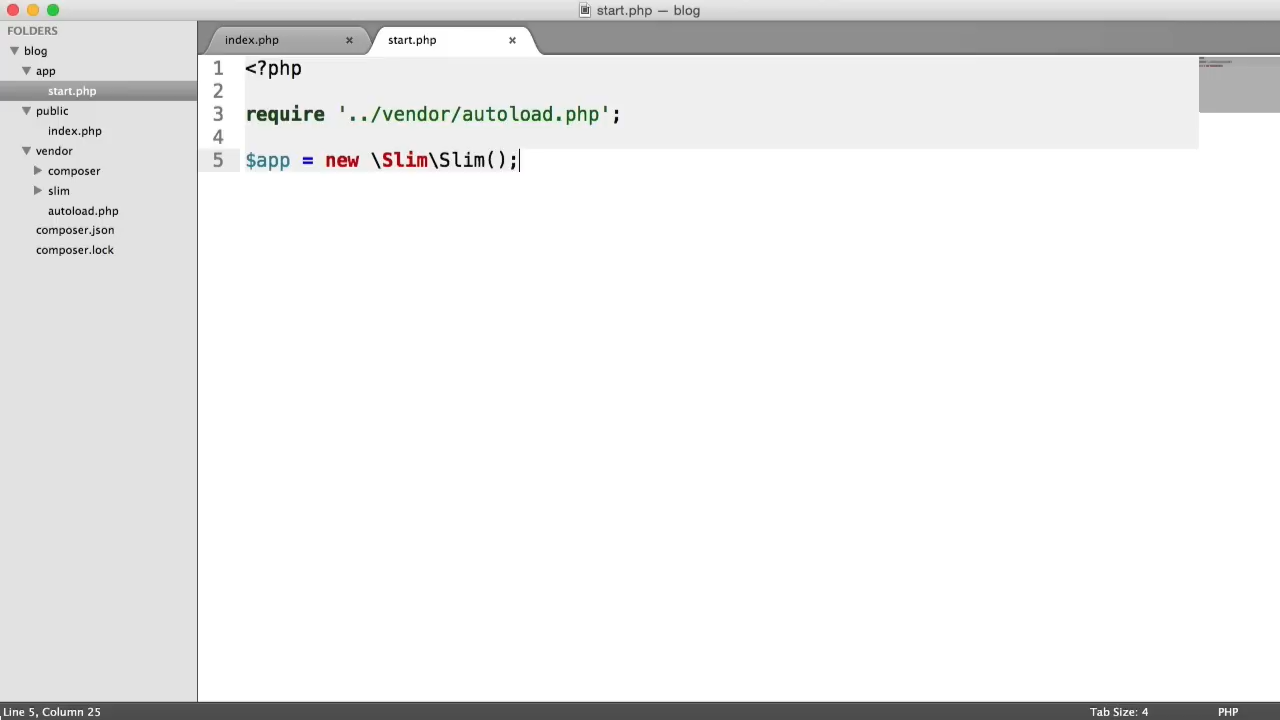 start.php — blog
FOLDERS
blog
app
start.php
public
index.php
vendor
composer
slim
autoload.php
composer.json
composer.lock
index.php ×
start.php ×
1 <?php
2
3 require '../vendor/autoload.php';
4
5 $app = new \Slim\Slim();
Line 5, Column 25
Tab Size: 4
PHP